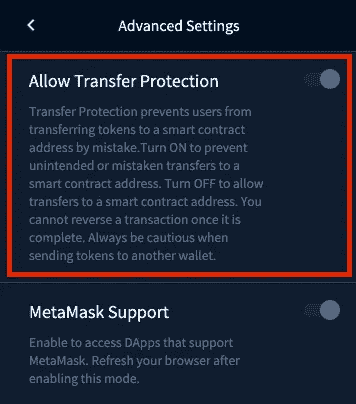 Advanced Settings
Allow Transfer Protection
Transfer Protection prevents users from
transferring tokens to a smart contract
address by mistake.Turn ON to prevent
unintended or mistaken transfers to a
smart contract address. Turn OFF to allow
transfers to a smart contract address. You
cannot reverse a transaction once it is
complete. Always be cautious when
sending tokens to another wallet.
MetaMask Support
Enable to access DApps that support
MetaMask. Refresh your browser after
enabling this mode.